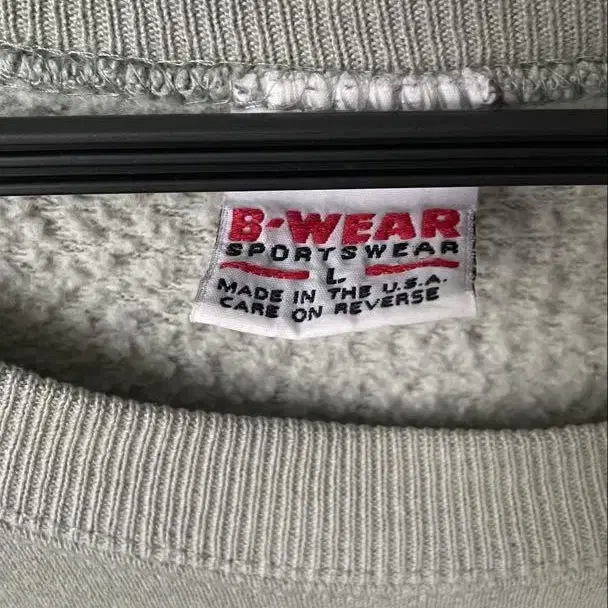 B-WEAR
SPORTSWEAR
L
MADE IN THE U.S.A.
CARE ON REVERSE